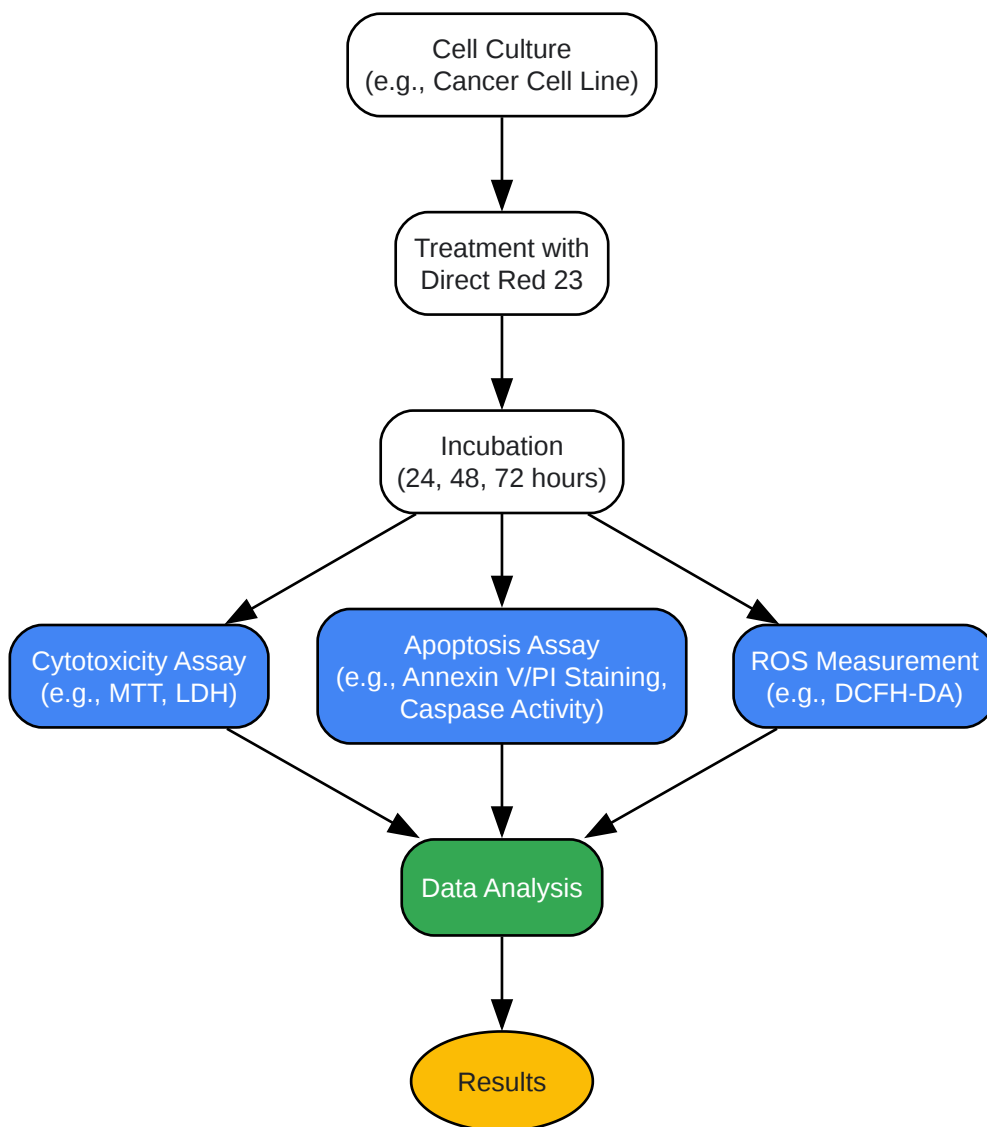 Cell Culture
(e.g., Cancer Cell Line)
Treatment with
Direct Red 23
Incubation
(24, 48, 72 hours)
Cytotoxicity Assay
(e.g., MTT, LDH)
Apoptosis Assay
(e.g., Annexin V/PI Staining,
Caspase Activity)
ROS Measurement
(e.g., DCFH-DA)
Data Analysis
Results